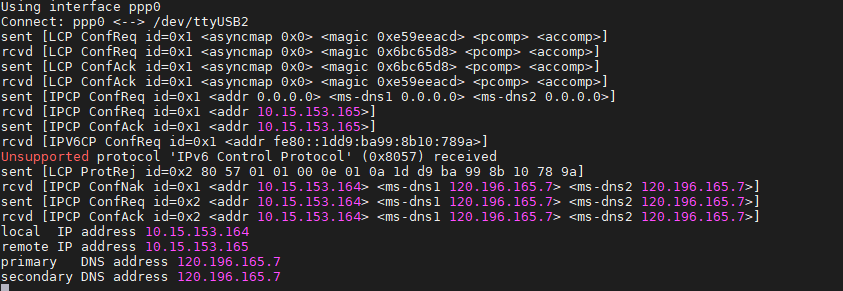 Using interface ppp0
Connect: ppp0 <--> /dev/ttyUSB2
sent [LCP ConfReq id=0x1 <asyncmap 0x0> <magic 0xe59eeacd> <pcomp> <accomp>]
rcvd [LCP ConfReq id=0x1 <asyncmap 0x0> <magic 0x6bc65d8> <pcomp> <accomp>]
sent [LCP ConfAck id=0x1 <asyncmap 0x0> <magic 0x6bc65d8> <pcomp> <accomp>]
rcvd [LCP ConfAck id=0x1 <asyncmap 0x0> <magic 0xe59eeacd> <pcomp> <accomp>]
sent [IPCP ConfReq id=0x1 <addr 0.0.0.0> <ms-dns1 0.0.0.0> <ms-dns2 0.0.0.0>]
rcvd [IPCP ConfReq id=0x1 <addr 10.15.153.165>]
sent [IPCP ConfAck id=0x1 <addr 10.15.153.165>]
rcvd [IPV6CP ConfReq id=0x1 <addr fe80::1dd9:ba99:8b10:789a>]
Unsupported protocol 'IPv6 Control Protocol' (0x8057) received
sent [LCP ProtRej id=0x2 80 57 01 01 00 0e 01 0a 1d d9 ba 99 8b 10 78 9a]
rcvd [IPCP ConfNak id=0x1 <addr 10.15.153.164> <ms-dns1 120.196.165.7> <ms-dns2 120.196.165.7>]
sent [IPCP ConfReq id=0x2 <addr 10.15.153.164> <ms-dns1 120.196.165.7> <ms-dns2 120.196.165.7>]
rcvd [IPCP ConfAck id=0x2 <addr 10.15.153.164> <ms-dns1 120.196.165.7> <ms-dns2 120.196.165.7>]
local  IP address 10.15.153.164
remote IP address 10.15.153.165
primary   DNS address 120.196.165.7
secondary DNS address 120.196.165.7